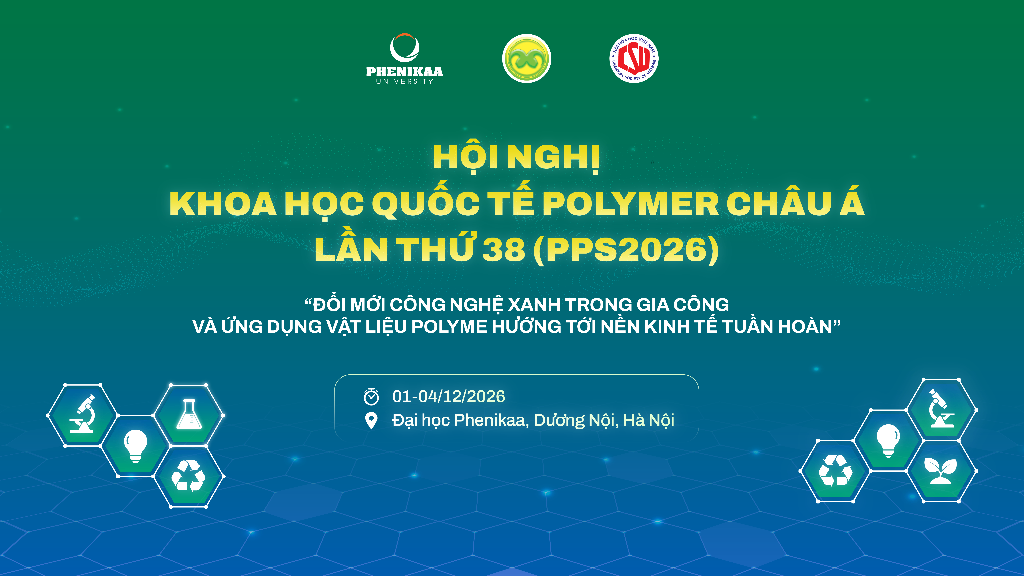 PHENIKAA
UNIVERSITY
HỘI NGHỊ
KHOA HỌC QUỐC TẾ POLYMER CHÂU Á
LẦN THỨ 38 (PPS2026)
“ĐỔI MỚI CÔNG NGHỆ XANH TRONG GIA CÔNG
VÀ ỨNG DỤNG VẬT LIỆU POLYME HƯỚNG TỚI NỀN KINH TẾ TUẦN HOÀN”
01-04/12/2026
Đại học Phenikaa, Dương Nội, Hà Nội